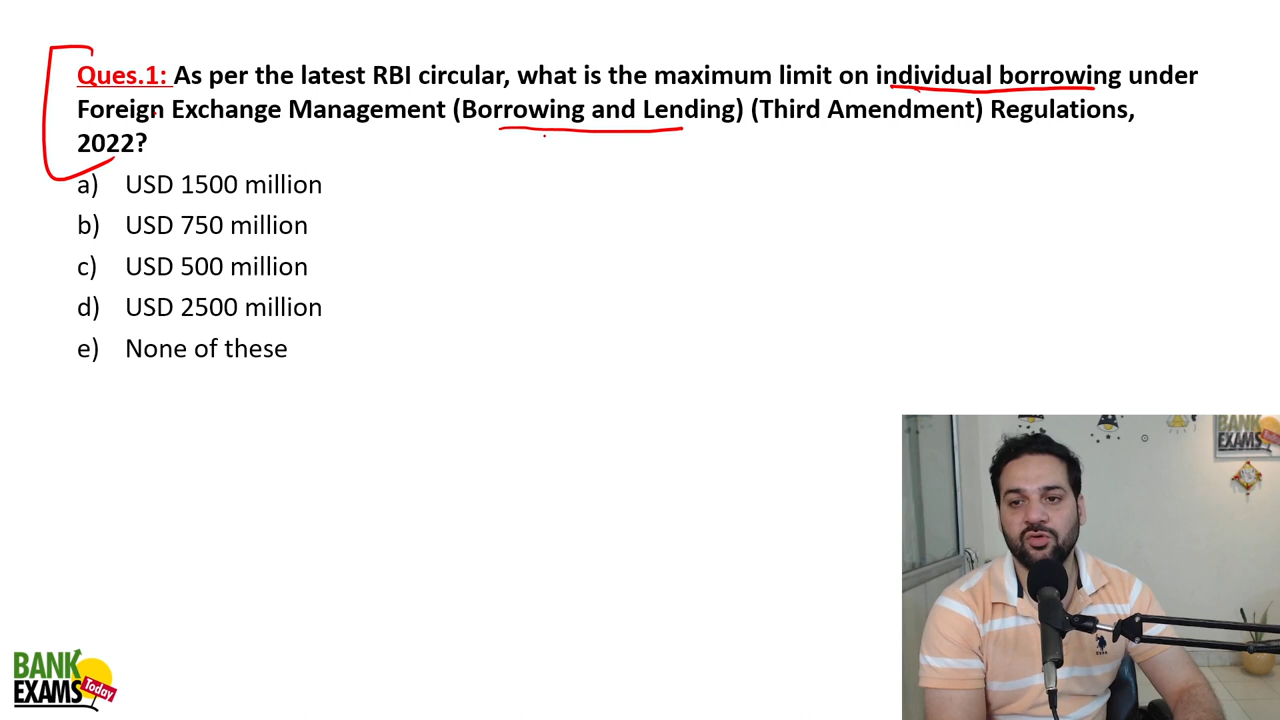 Ques.1: As per the latest RBI circular, what is the maximum limit on individual borrowing under
Foreign Exchange Management (Borrowing and Lending) (Third Amendment) Regulations,
2022?
a) USD 1500 million
b) USD 750 million
c) USD 500 million
d) USD 2500 million
e) None of these
BANK
EXAMS
BANK
EXAMS Today